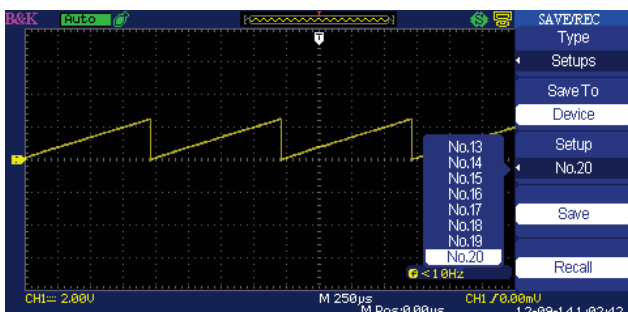 B&K Auto SAVE/REC
T
Type
Setups
Save To
Device
Setup
No.20
No.13
No.14
No.15
No.16
No.17
No.18
No.19
No.20
Save
Recall
<10Hz
CH1 2.00V M 250µs CH1 /0.00mV
M Pos:0.00µs